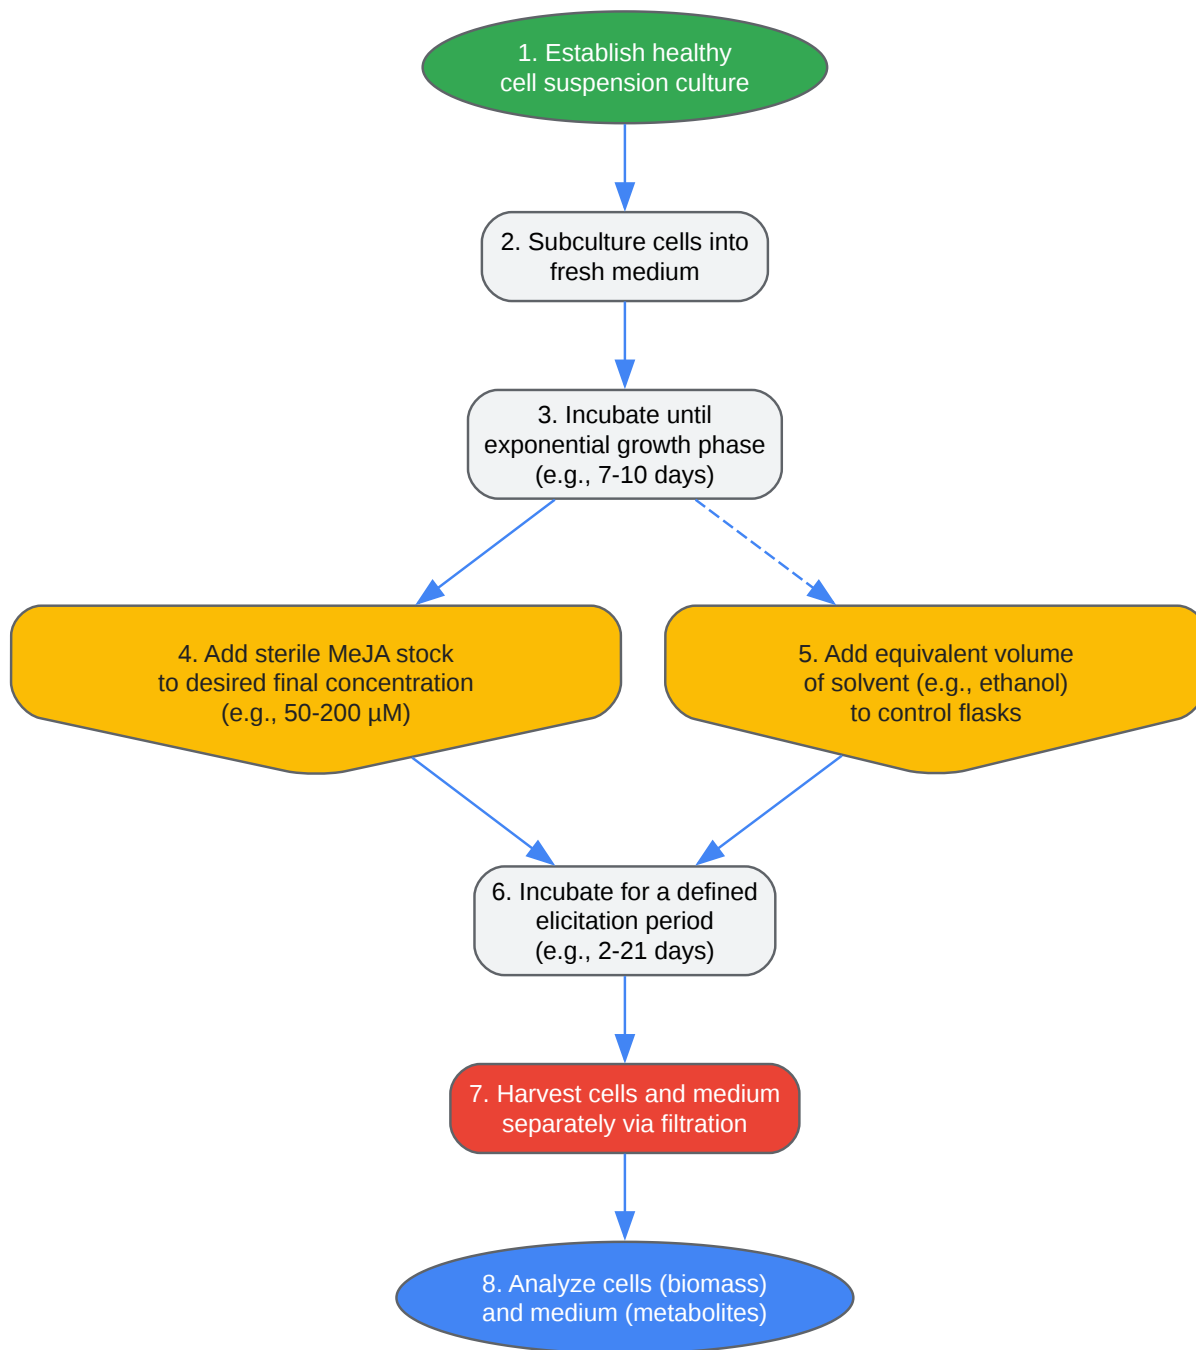 1. Establish healthy
cell suspension culture
2. Subculture cells into
fresh medium
3. Incubate until
exponential growth phase
(e.g., 7-10 days)
4. Add sterile MeJA stock
to desired final concentration
(e.g., 50-200 µM)
5. Add equivalent volume
of solvent (e.g., ethanol)
to control flasks
6. Incubate for a defined
elicitation period
(e.g., 2-21 days)
7. Harvest cells and medium
separately via filtration
8. Analyze cells (biomass)
and medium (metabolites)